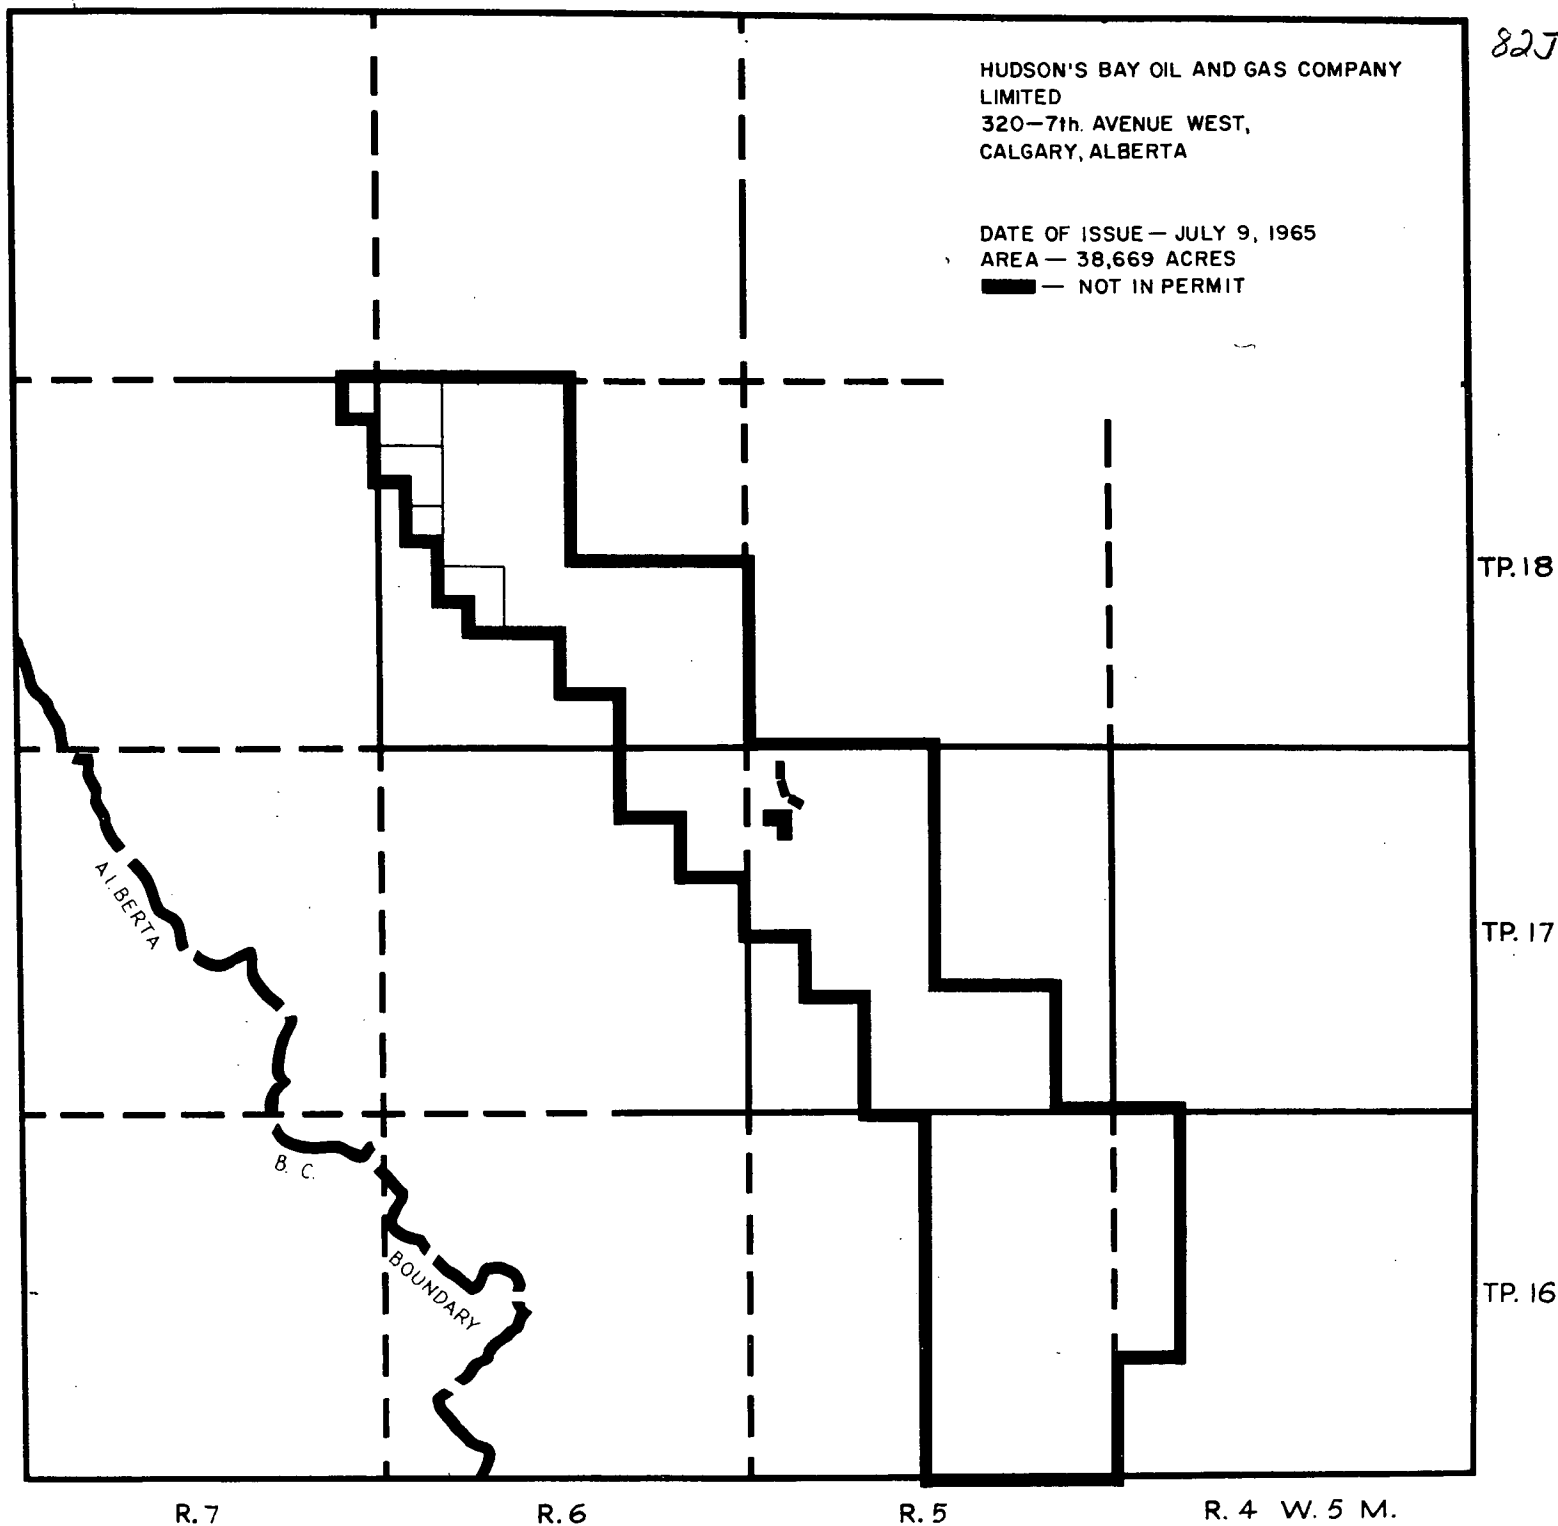 82J
HUDSON'S BAY OIL AND GAS COMPANY
LIMITED
320-7th. AVENUE WEST,
CALGARY, ALBERTA
DATE OF ISSUE — JULY 9, 1965
AREA — 38,669 ACRES
— NOT IN PERMIT
TP. 18
ALBERTA
TP. 17
B. C.
BOUNDARY
TP. 16
R. 7 R. 6 R. 5 R. 4 W. 5 M.